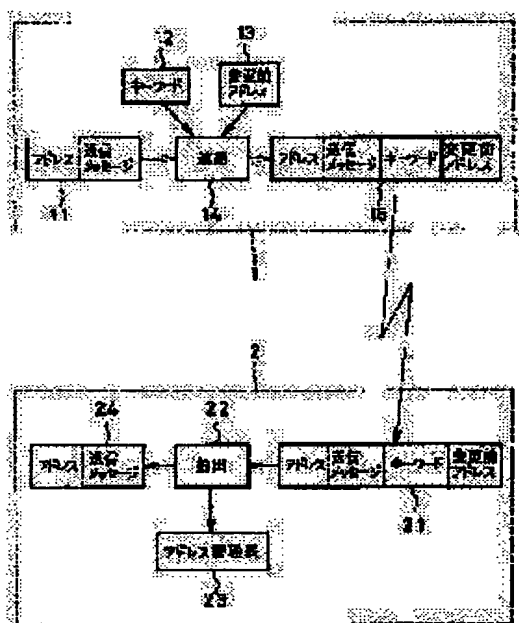 12
13
キーワード
変更前
アドレス
アドレス
送信
メッセージ
アドレス
送信
メッセージ
キーワード
変更前
アドレス
11
14
15
1
2
24
22
アドレス
送信
メッセージ
抽出
アドレス
送信
メッセージ
キーワード
変更前
アドレス
21
アドレス管理表
23